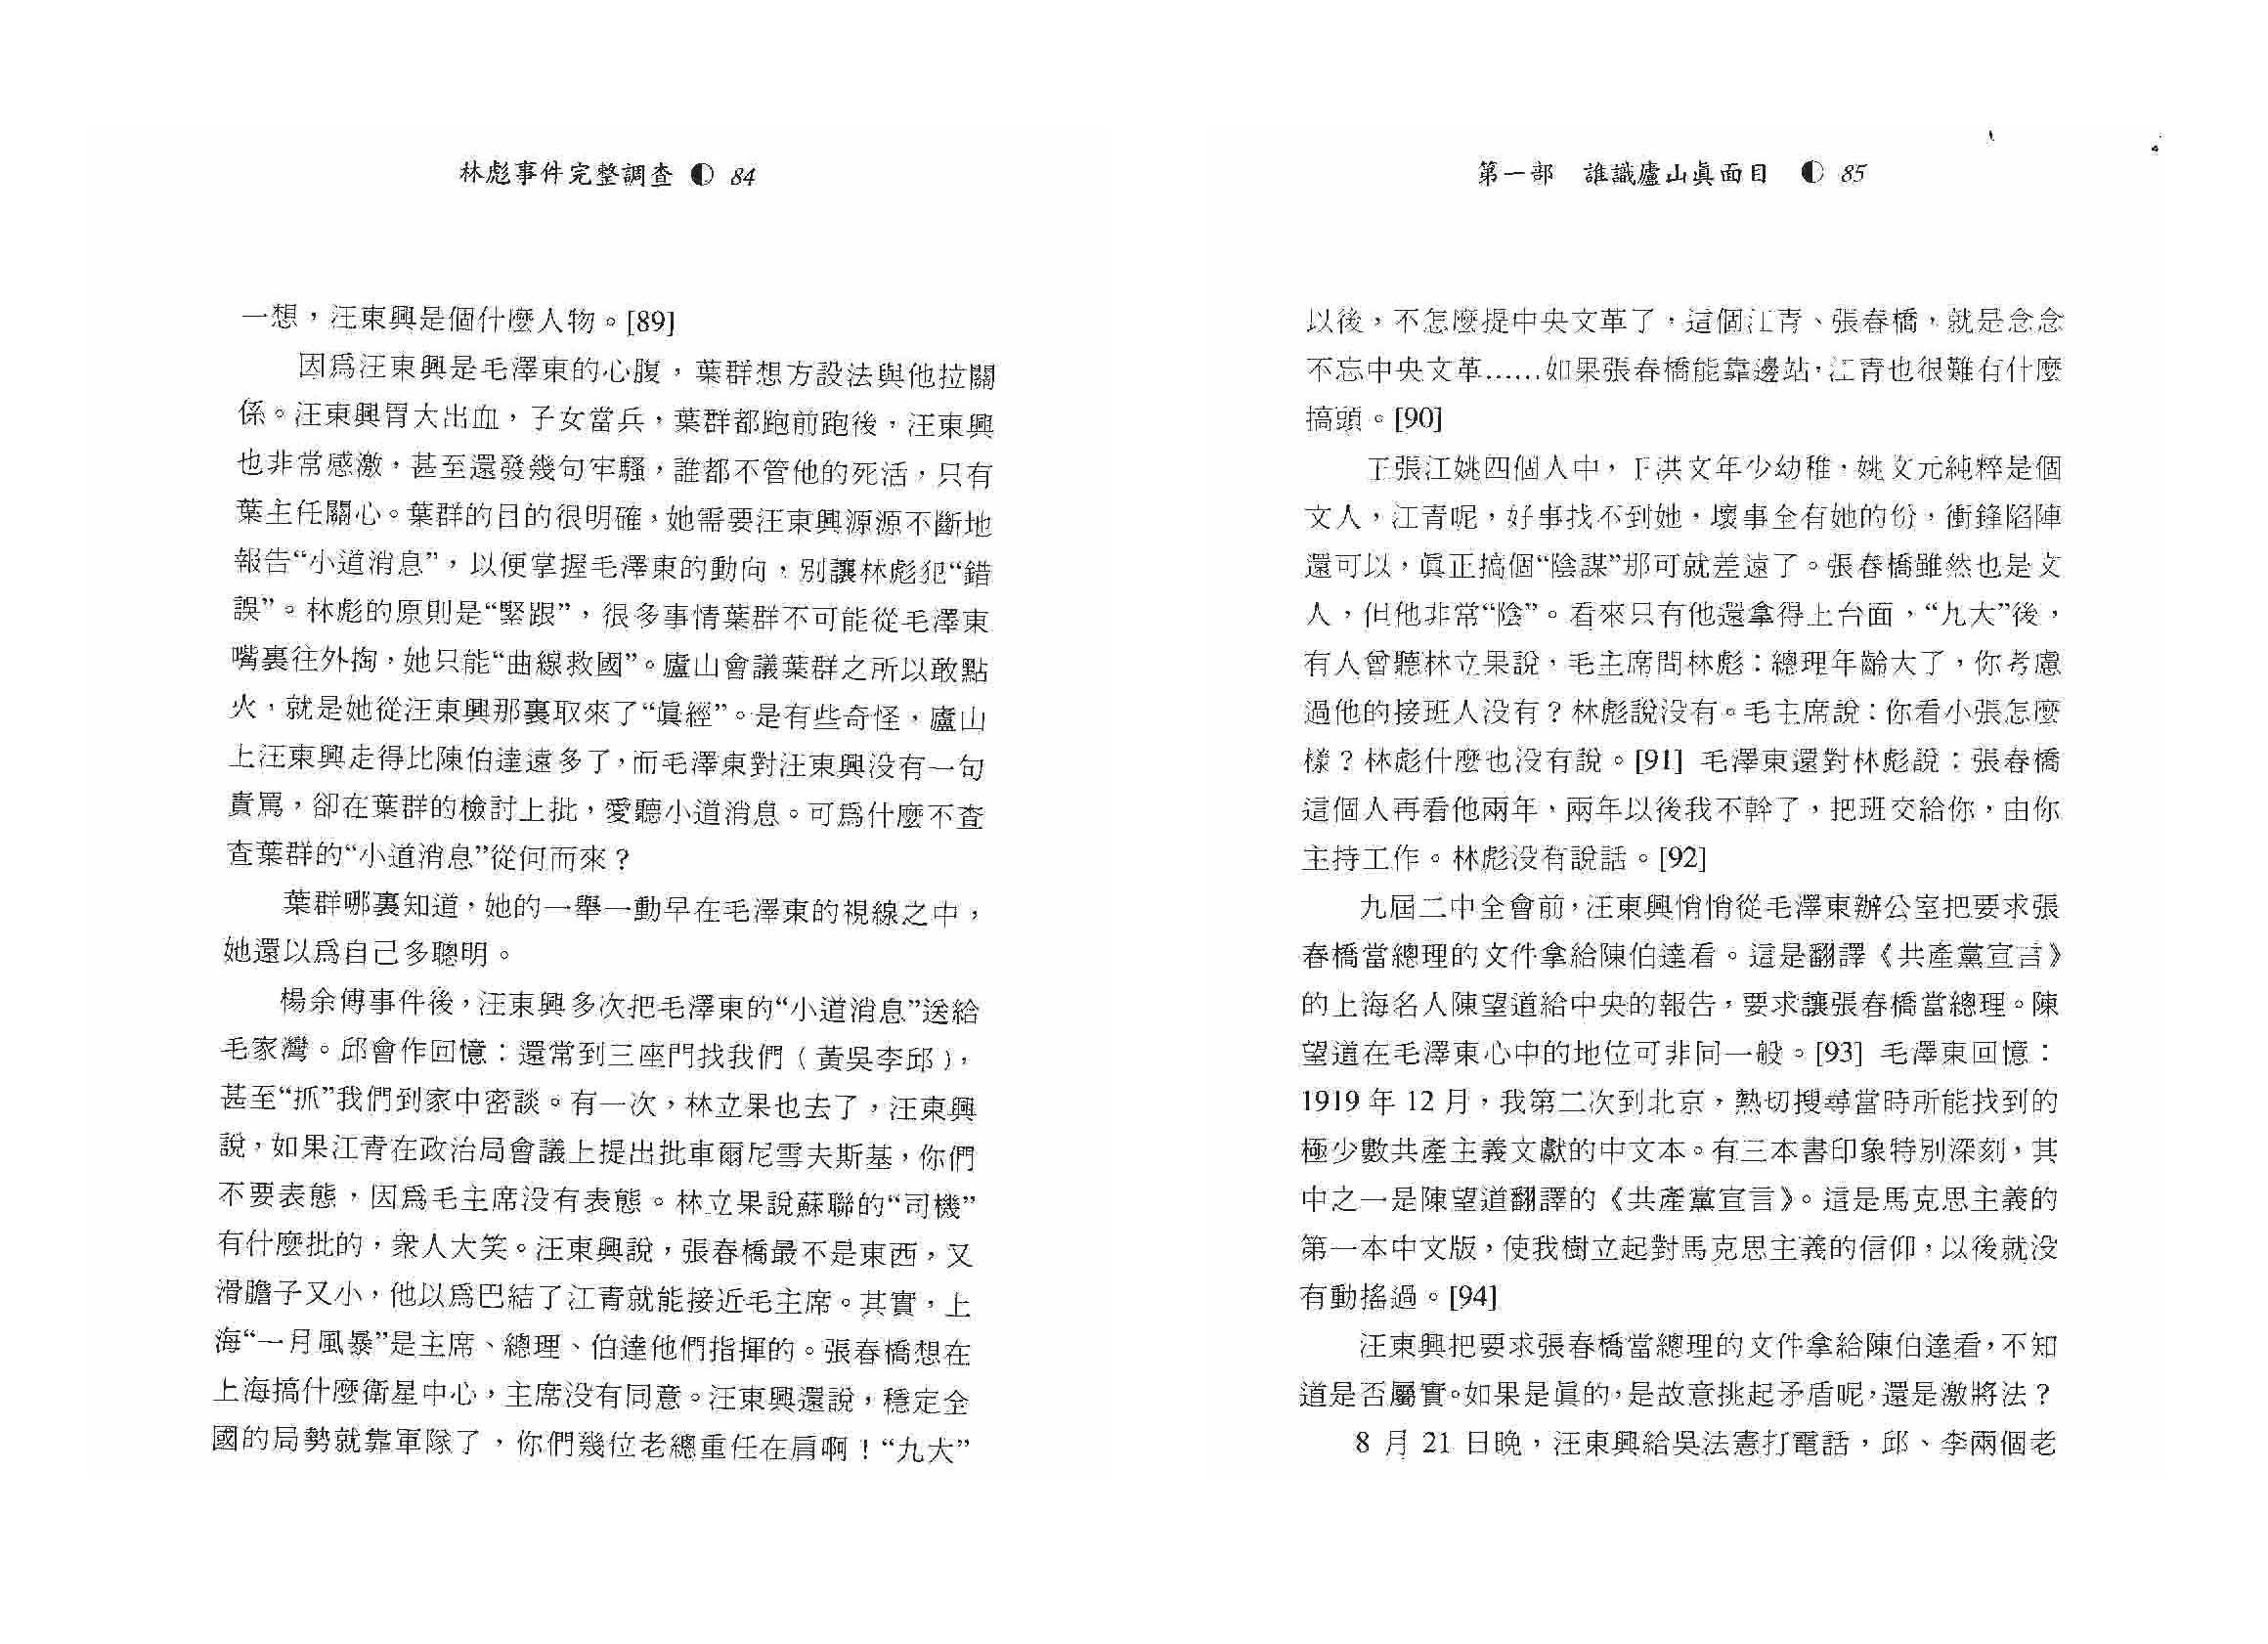 林彪事件完整調查 ◐ 84
一想，汪東興是個什麼人物。[89]
因爲汪東興是毛澤東的心腹，葉群想方設法與他拉關
係。汪東興胃大出血，子女當兵，葉群都跑前跑後，汪東興
也非常感激，甚至還發幾句牢騷，誰都不管他的死活，只有
葉主任關心。葉群的目的很明確，她需要汪東興源源不斷地
報告“小道消息”，以便掌握毛澤東的動向，別讓林彪犯“錯
誤”。林彪的原則是“緊跟”，很多事情葉群不可能從毛澤東
嘴裏往外掏，她只能“曲線救國”。廬山會議葉群之所以敢點
火，就是她從汪東興那裏取來了“眞經”。是有些奇怪，廬山
上汪東興走得比陳伯達遠多了，而毛澤東對汪東興没有一句
責罵，卻在葉群的檢討上批，愛聽小道消息。可爲什麼不查
查葉群的“小道消息”從何而來？
葉群哪裏知道，她的一舉一動早在毛澤東的視線之中，
她還以爲自己多聰明。
楊余傅事件後，汪東興多次把毛澤東的“小道消息”送給
毛家灣。邱會作回憶：還常到三座門找我們（黃吳李邱），
甚至“抓”我們到家中密談。有一次，林立果也去了，汪東興
說，如果江青在政治局會議上提出批車爾尼雪夫斯基，你們
不要表態，因爲毛主席没有表態。林立果說蘇聯的“司機”
有什麼批的，衆人大笑。汪東興說，張春橋最不是東西，又
滑膽子又小，他以爲巴結了江青就能接近毛主席。其實，上
海“一月風暴”是主席、總理、伯達他們指揮的。張春橋想在
上海搞什麼衛星中心，主席没有同意。汪東興還說，穩定全
國的局勢就靠軍隊了，你們幾位老總重任在肩啊！“九大”
第一部　誰識廬山眞面目 ◐ 85
以後，不怎麼提中央文革了，這個江青、張春橋，就是念念
不忘中央文革……如果張春橋能靠邊站，江青也很難有什麼
搞頭。[90]
王張江姚四個人中，王洪文年少幼稚，姚文元純粹是個
文人，江青呢，好事找不到她，壞事全有她的份，衝鋒陷陣
還可以，眞正搞個“陰謀”那可就差遠了。張春橋雖然也是文
人，但他非常“陰”。看來只有他還拿得上台面，“九大”後，
有人曾聽林立果說，毛主席問林彪：總理年齡大了，你考慮
過他的接班人没有？林彪說没有。毛主席說：你看小張怎麼
樣？林彪什麼也没有說。[91] 毛澤東還對林彪說：張春橋
這個人再看他兩年，兩年以後我不幹了，把班交給你，由你
主持工作。林彪没有說話。[92]
九屆二中全會前，汪東興悄悄從毛澤東辦公室把要求張
春橋當總理的文件拿給陳伯達看。這是翻譯《共產黨宣言》
的上海名人陳望道給中央的報告，要求讓張春橋當總理。陳
望道在毛澤東心中的地位可非同一般。[93] 毛澤東回憶：
1919 年 12 月，我第二次到北京，熱切搜尋當時所能找到的
極少數共產主義文獻的中文本。有三本書印象特別深刻，其
中之一是陳望道翻譯的《共產黨宣言》。這是馬克思主義的
第一本中文版，使我樹立起對馬克思主義的信仰，以後就没
有動搖過。[94]
汪東興把要求張春橋當總理的文件拿給陳伯達看，不知
道是否屬實。如果是眞的，是故意挑起矛盾呢，還是激將法？
8 月 21 日晚，汪東興給吳法憲打電話，邱、李兩個老